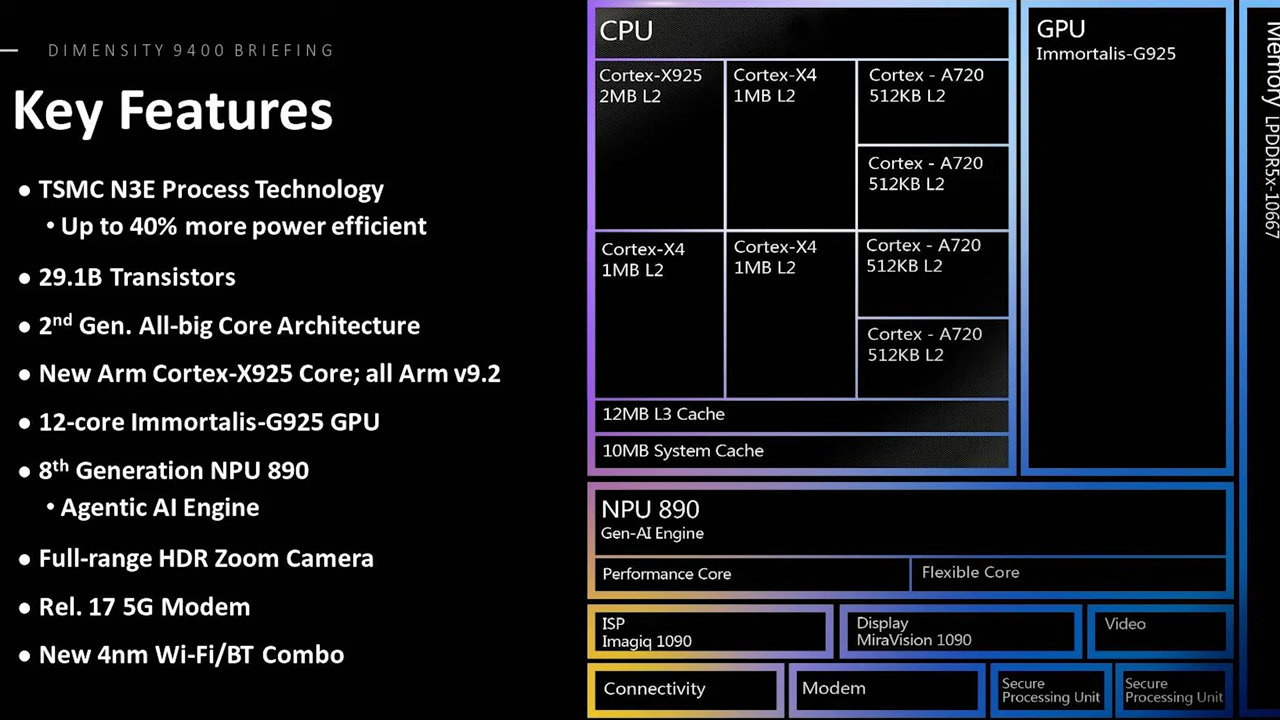 DIMENSITY 9400 BRIEFING
Key Features
● TSMC N3E Process Technology
• Up to 40% more power efficient
● 29.1B Transistors
● 2nd Gen. All-big Core Architecture
● New Arm Cortex-X925 Core; all Arm v9.2
● 12-core Immortalis-G925 GPU
● 8th Generation NPU 890
• Agentic AI Engine
● Full-range HDR Zoom Camera
● Rel. 17 5G Modem
● New 4nm Wi-Fi/BT Combo
CPU
Cortex-X925
2MB L2
Cortex-X4
1MB L2
Cortex - A720
512KB L2
Cortex - A720
512KB L2
Cortex-X4
1MB L2
Cortex-X4
1MB L2
Cortex - A720
512KB L2
Cortex - A720
512KB L2
12MB L3 Cache
10MB System Cache
GPU
Immortalis-G925
Memory LPDDR5x-10667
NPU 890
Gen-AI Engine
Performance Core
Flexible Core
ISP
Imagiq 1090
Display
MiraVision 1090
Video
Connectivity
Modem
Secure
Processing Unit
Secure
Processing Unit